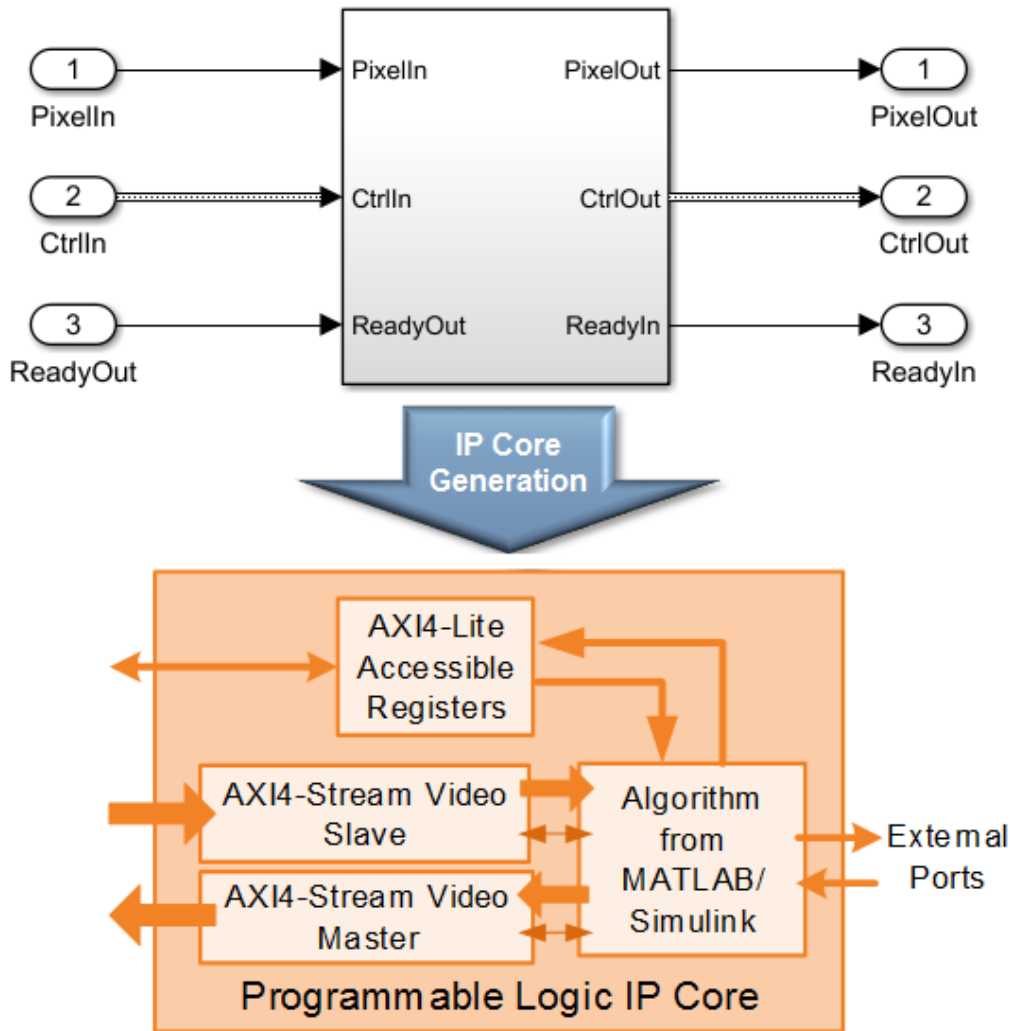 1
PixelIn
PixelOut
1
PixelIn
PixelOut
2
CtrlIn
CtrlOut
2
CtrlIn
CtrlOut
3
ReadyOut
ReadyIn
3
ReadyOut
ReadyIn
IP Core
Generation
AXI4-Lite
Accessible
Registers
AXI4-Stream Video
Slave
AXI4-Stream Video
Master
Algorithm
from
MATLAB/
Simulink
External
Ports
Programmable Logic IP Core